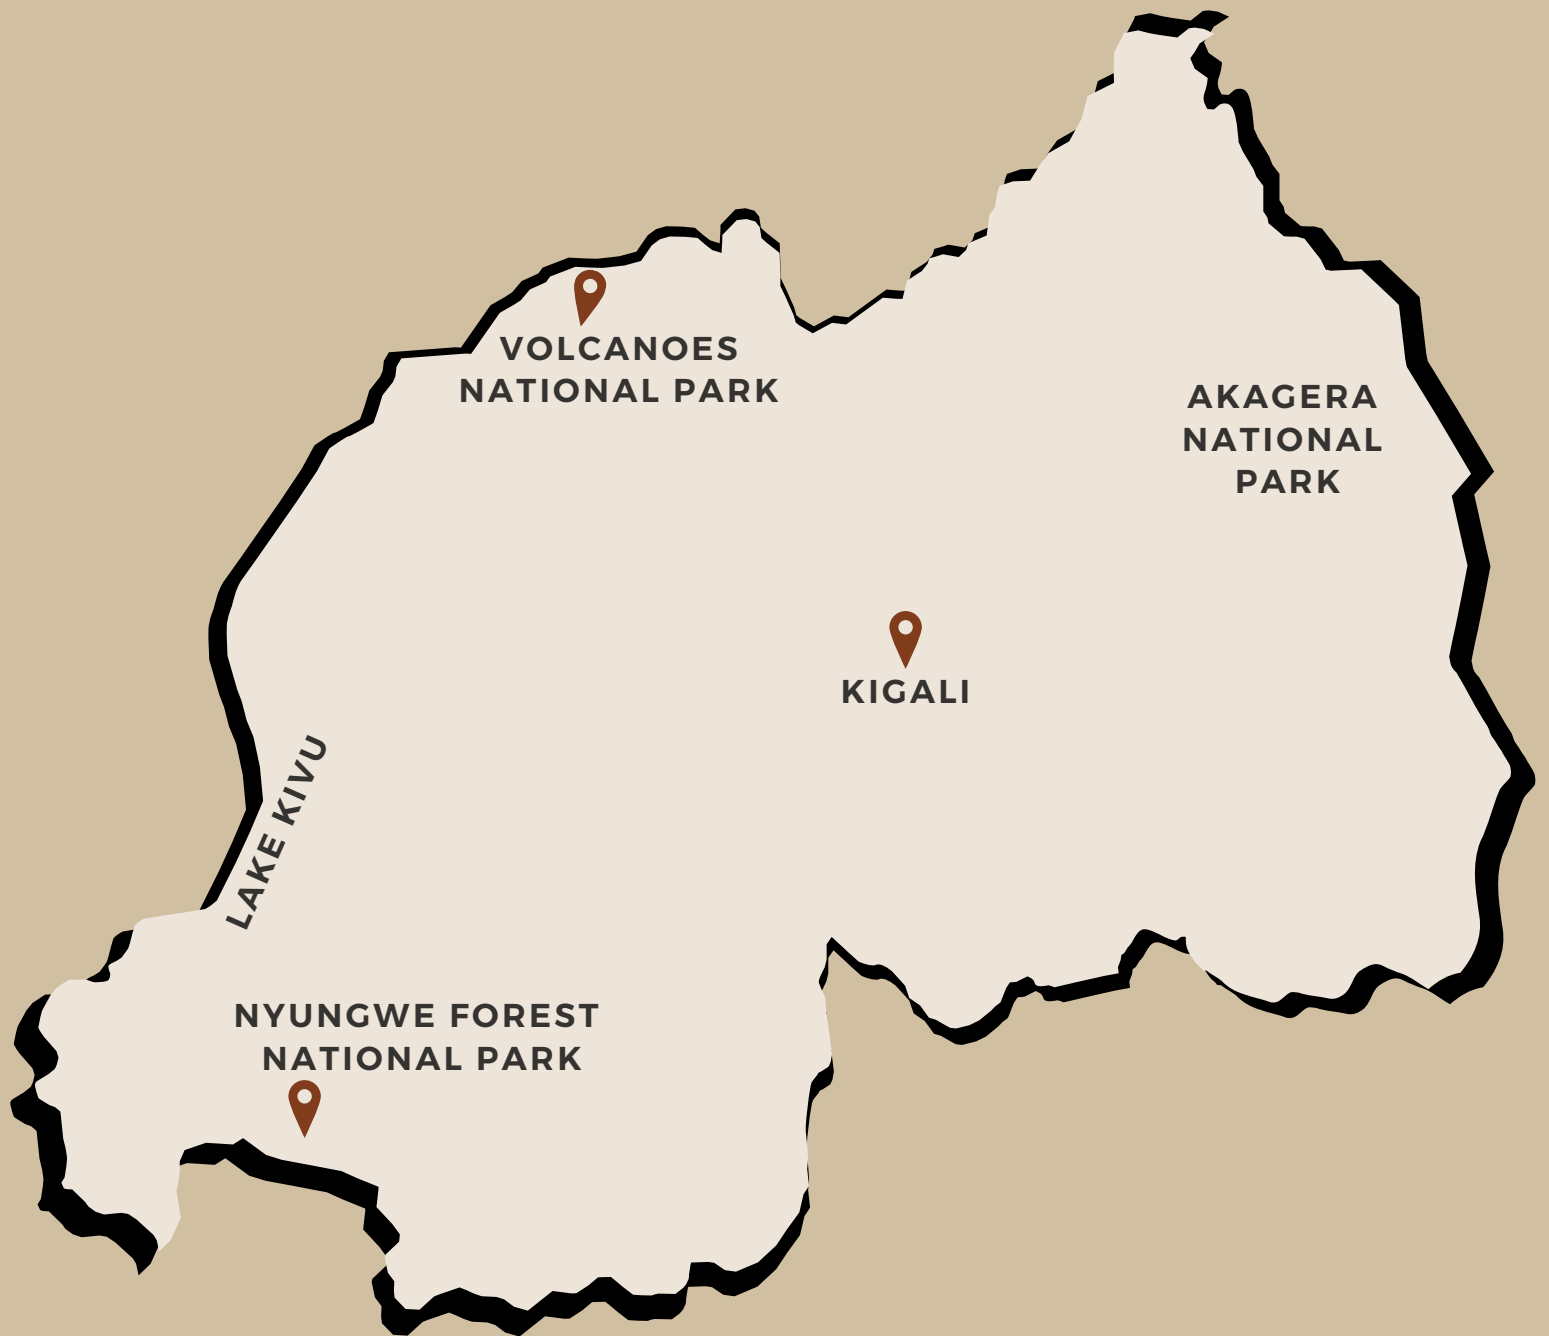 VOLCANOES
NATIONAL PARK
AKAGERA
NATIONAL
PARK
KIGALI
LAKE KIVU
NYUNGWE FOREST
NATIONAL PARK